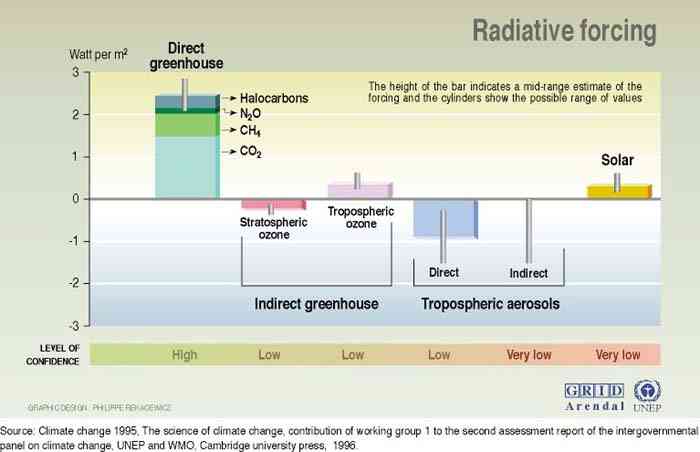 Radiative forcing
Watt per m²
Direct
greenhouse
The height of the bar indicates a mid-range estimate of the
forcing and the cylinders show the possible range of values
3
2
1
0
-1
-2
-3
Halocarbons
N₂O
CH₄
CO₂
Solar
Stratospheric
ozone
Tropospheric
ozone
Direct
Indirect
Indirect greenhouse
Tropospheric aerosols
LEVEL OF
CONFIDENCE
High
Low
Low
Low
Very low
Very low
GRID
Arendal
UNEP
GRAPHIC DESIGN : PHILIPPE REKACEWICZ
Source: Climate change 1995, The science of climate change, contribution of working group 1 to the second assessment report of the intergovernmental
panel on climate change, UNEP and WMO, Cambridge university press, 1996.